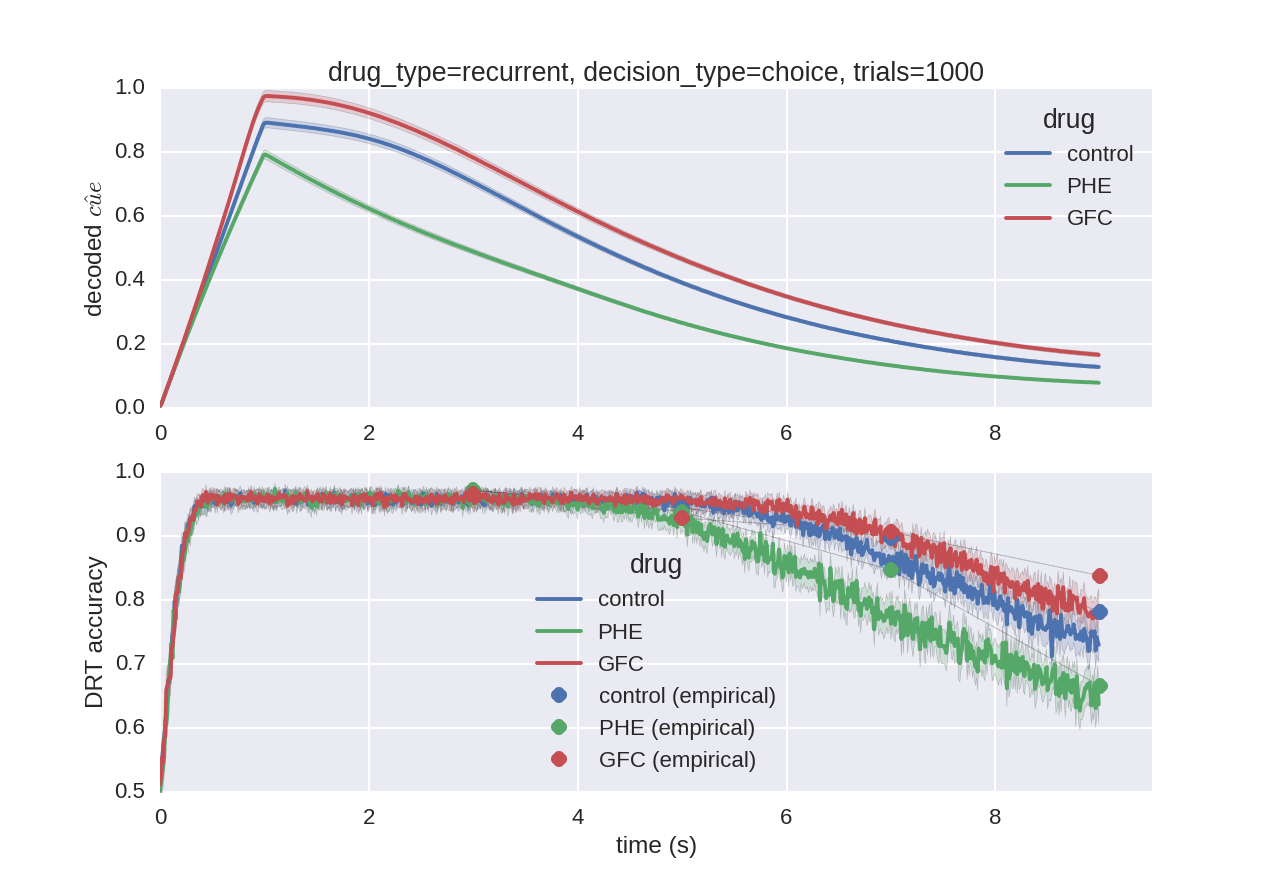 drug_type=recurrent, decision_type=choice, trials=1000
1.0
0.8
0.6
0.4
0.2
0.0
decoded cûe
drug
control
PHE
GFC
0 2 4 6 8
1.0
0.9
0.8
0.7
0.6
0.5
DRT accuracy
drug
control
PHE
GFC
control (empirical)
PHE (empirical)
GFC (empirical)
0 2 4 6 8
time (s)